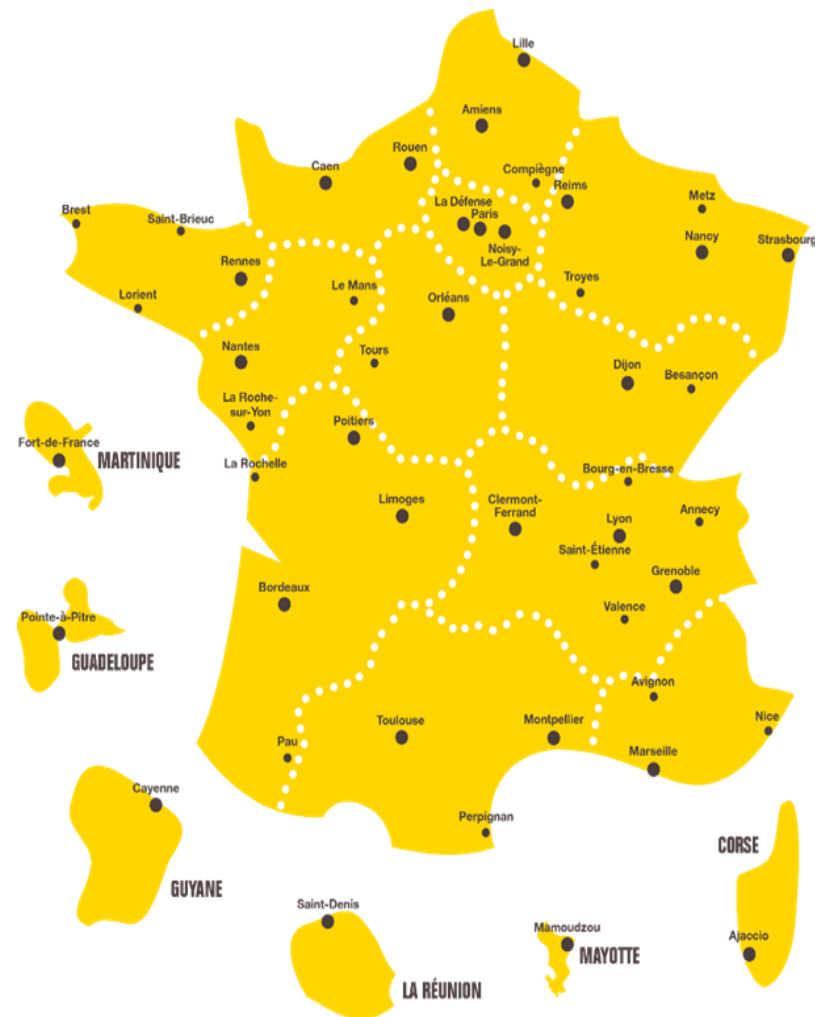 Lille
Amiens
Rouen
Caen
Compiègne
Reims
La Défense
Paris
Noisy-
Le-Grand
Metz
Nancy
Strasbourg
Brest
Saint-Brieuc
Rennes
Lorient
Le Mans
Orléans
Troyes
Nantes
Tours
Dijon
Besançon
La Roche-
sur-Yon
Poitiers
La Rochelle
Fort-de-France
MARTINIQUE
Bourg-en-Bresse
Limoges
Clermont-
Ferrand
Lyon
Annecy
Saint-Étienne
Grenoble
Bordeaux
Valence
Pointe-à-Pitre
GUADELOUPE
Avignon
Nice
Toulouse
Montpellier
Pau
Marseille
Cayenne
Perpignan
CORSE
GUYANE
Saint-Denis
Mamoudzou
Ajaccio
MAYOTTE
LA RÉUNION